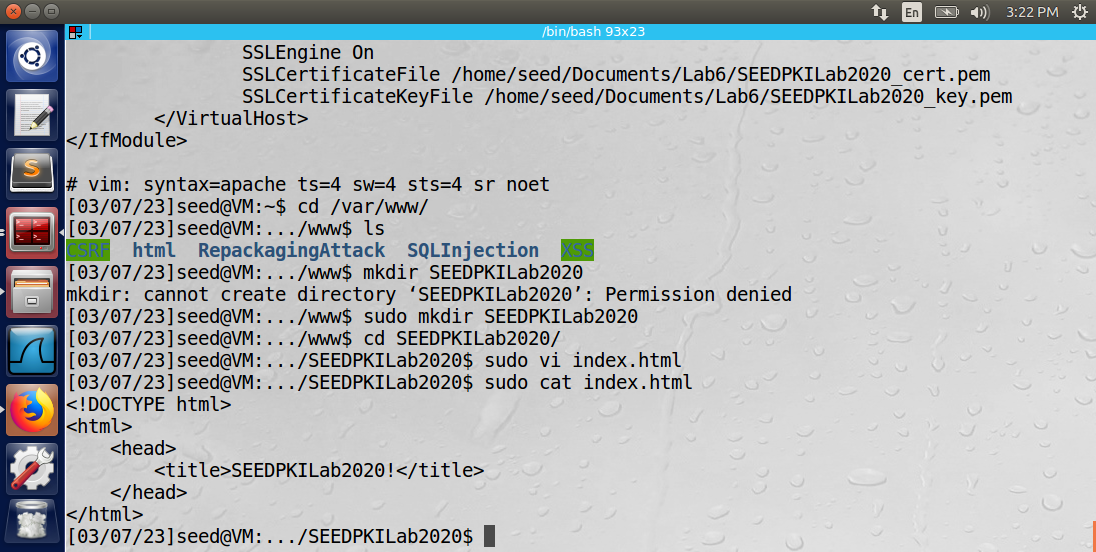 En 3:22 PM
/bin/bash 93x23
SSLEngine On
SSLCertificateFile /home/seed/Documents/Lab6/SEEDPKILab2020_cert.pem
SSLCertificateKeyFile /home/seed/Documents/Lab6/SEEDPKILab2020_key.pem
</VirtualHost>
</IfModule>
# vim: syntax=apache ts=4 sw=4 sts=4 sr noet
[03/07/23]seed@VM:~$ cd /var/www/
[03/07/23]seed@VM:.../www$ ls
CSRF html RepackagingAttack SQLInjection XSS
[03/07/23]seed@VM:.../www$ mkdir SEEDPKILab2020
mkdir: cannot create directory ‘SEEDPKILab2020’: Permission denied
[03/07/23]seed@VM:.../www$ sudo mkdir SEEDPKILab2020
[03/07/23]seed@VM:.../www$ cd SEEDPKILab2020/
[03/07/23]seed@VM:.../SEEDPKILab2020$ sudo vi index.html
[03/07/23]seed@VM:.../SEEDPKILab2020$ sudo cat index.html
<!DOCTYPE html>
<html>
<head>
<title>SEEDPKILab2020!</title>
</head>
</html>
[03/07/23]seed@VM:.../SEEDPKILab2020$